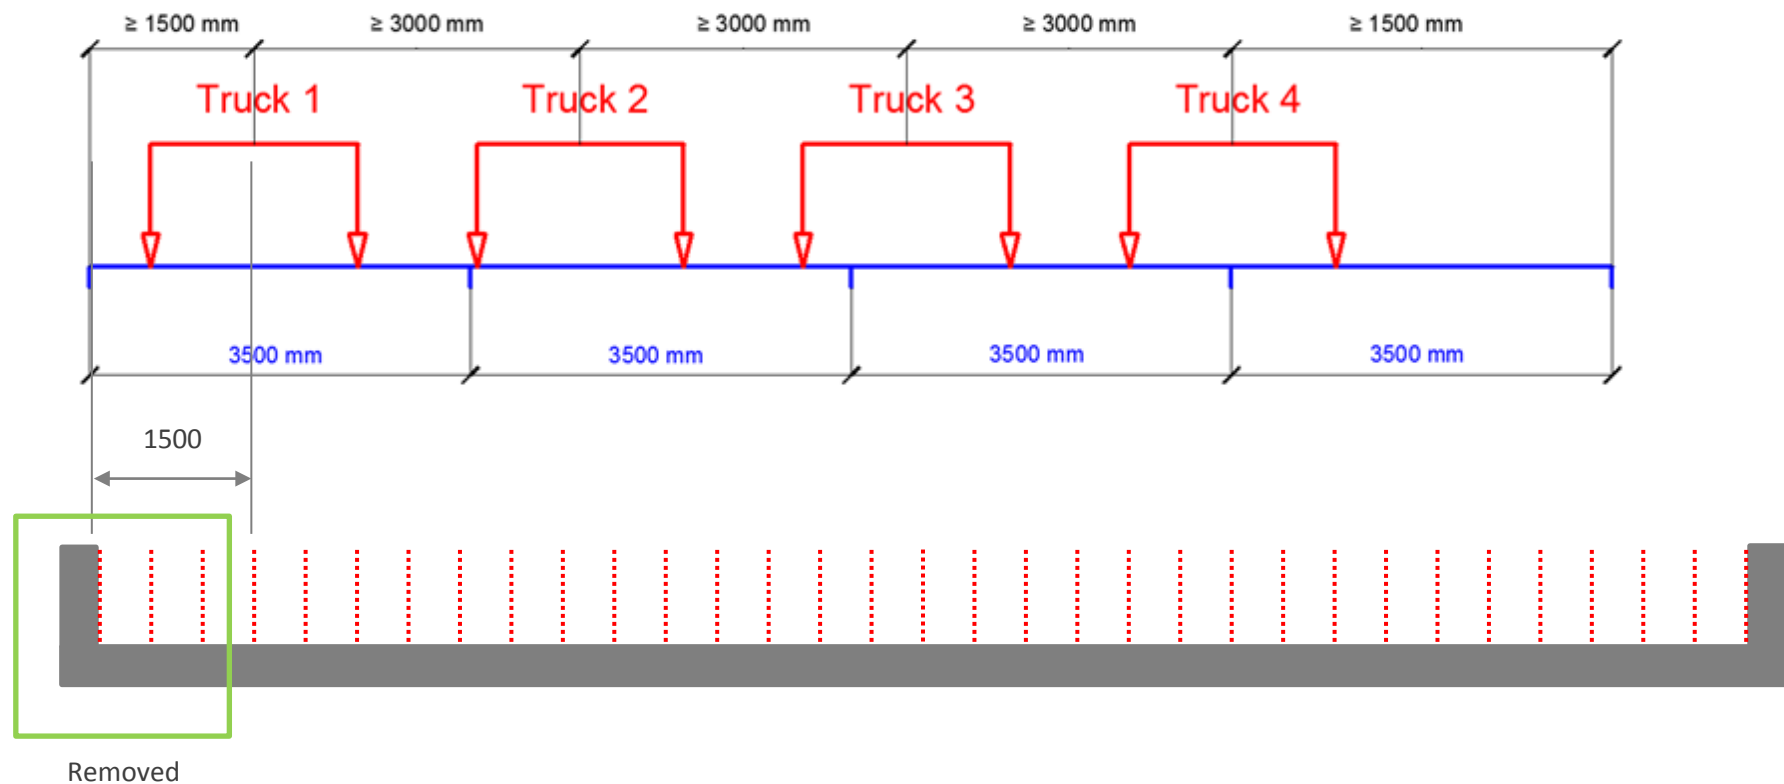 ≥ 1500 mm ≥ 3000 mm ≥ 3000 mm ≥ 3000 mm ≥ 1500 mm
Truck 1 Truck 2 Truck 3 Truck 4
3500 mm 3500 mm 3500 mm 3500 mm
1500
Removed